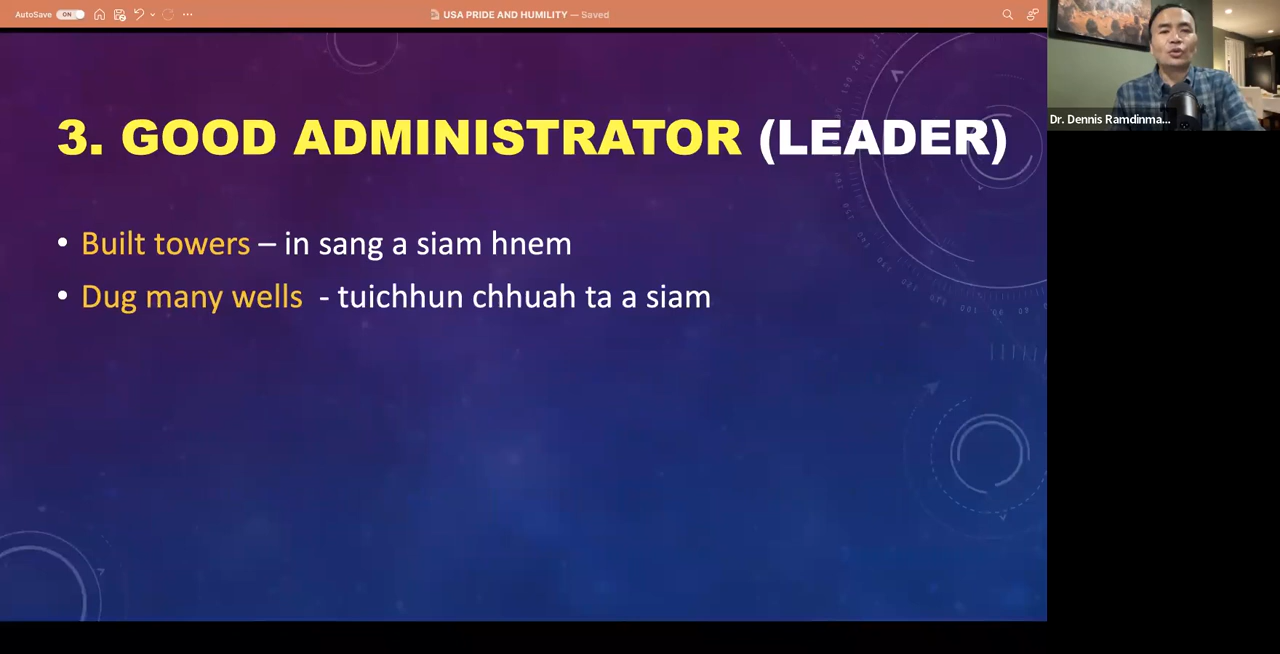 AutoSave ON USA PRIDE AND HUMILITY — Saved
3. GOOD ADMINISTRATOR (LEADER)
• Built towers – in sang a siam hnem
• Dug many wells - tuichhun chhuah ta a siam
Dr. Dennis Ramdinma...